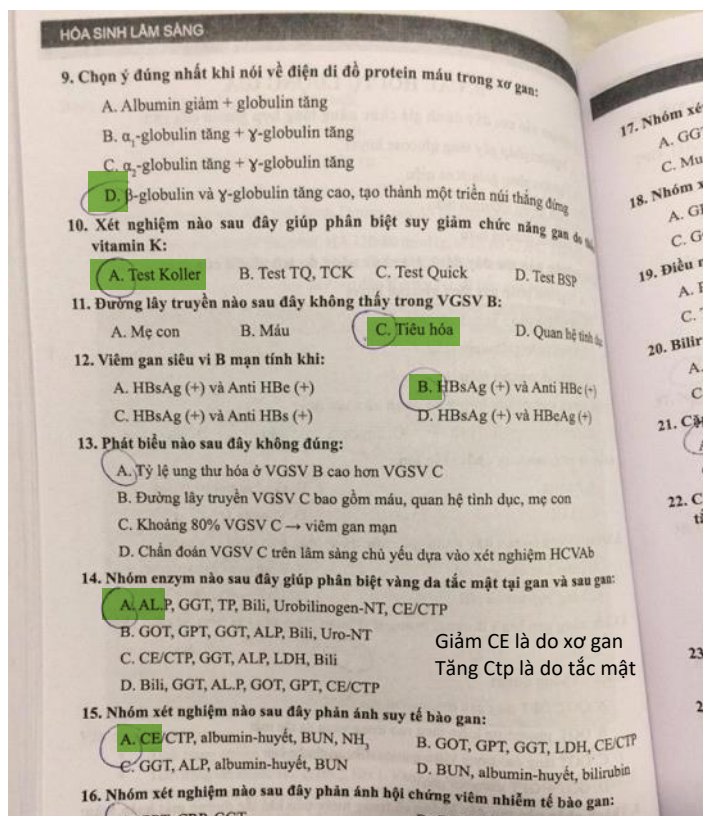 HÓA SINH LÂM SÀNG
9. Chọn ý đúng nhất khi nói về điện di đồ protein máu trong xơ gan:
A. Albumin giảm + globulin tăng
B. α₁-globulin tăng + γ-globulin tăng
C. α₂-globulin tăng + γ-globulin tăng
D. β-globulin và γ-globulin tăng cao, tạo thành một triền núi thẳng đứng
10. Xét nghiệm nào sau đây giúp phân biệt suy giảm chức năng gan do
vitamin K:
A. Test Koller B. Test TQ, TCK C. Test Quick D. Test BSP
11. Đường lây truyền nào sau đây không thấy trong VGSV B:
A. Mẹ con B. Máu C. Tiêu hóa D. Quan hệ tình dục
12. Viêm gan siêu vi B mạn tính khi:
A. HBsAg (+) và Anti HBe (+) B. HBsAg (+) và Anti HBc (+)
C. HBsAg (+) và Anti HBs (+) D. HBsAg (+) và HBeAg (+)
13. Phát biểu nào sau đây không đúng:
A. Tỷ lệ ung thư hóa ở VGSV B cao hơn VGSV C
B. Đường lây truyền VGSV C bao gồm máu, quan hệ tình dục, mẹ con
C. Khoảng 80% VGSV C → viêm gan mạn
D. Chẩn đoán VGSV C trên lâm sàng chủ yếu dựa vào xét nghiệm HCVAb
14. Nhóm enzym nào sau đây giúp phân biệt vàng da tắc mật tại gan và sau gan:
A. AL.P, GGT, TP, Bili, Urobilinogen-NT, CE/CTP
B. GOT, GPT, GGT, ALP, Bili, Uro-NT
C. CE/CTP, GGT, ALP, LDH, Bili
D. Bili, GGT, AL.P, GOT, GPT, CE/CTP
Giảm CE là do xơ gan
Tăng Ctp là do tắc mật
15. Nhóm xét nghiệm nào sau đây phản ánh suy tế bào gan:
A. CE/CTP, albumin-huyết, BUN, NH₃ B. GOT, GPT, GGT, LDH, CE/CTP
C. GGT, ALP, albumin-huyết, BUN D. BUN, albumin-huyết, bilirubin
16. Nhóm xét nghiệm nào sau đây phản ánh hội chứng viêm nhiễm tế bào gan:
17. Nhóm xé
A. GG
C. Mu
18. Nhóm x
A. G
C. G
19. Điều
A.
C.
20. Bilir
A.
C
21. Cặ
22. C
23
2